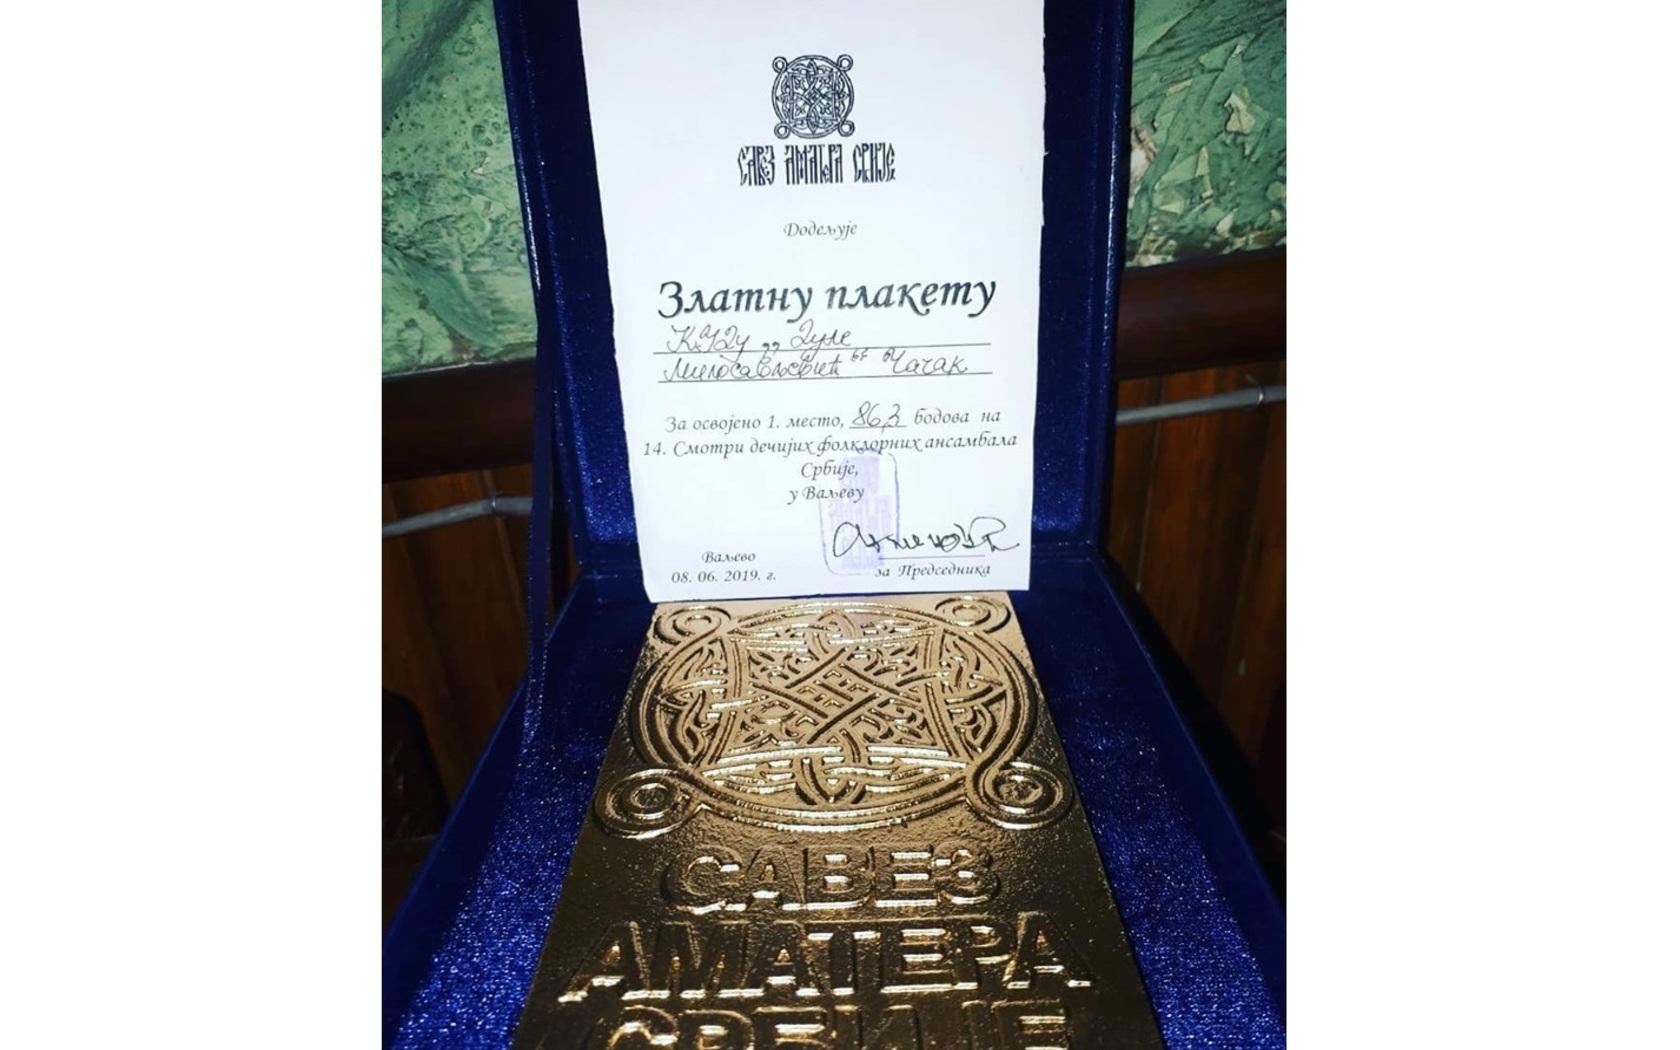 САВЕЗ АМАТЕРА СРБИЈЕ
Додељује
Златну плакету
КУДу „Дуле
Милосављевић“ Чачак
За освојено 1. место, 86,3 бодова на
14. Смотри дечијих фолклорних ансамбала
Србије,
у Ваљеву
Ваљево
08. 06. 2019. г.
за Председника
САВЕЗ
АМАТЕРА
СРБИЈЕ